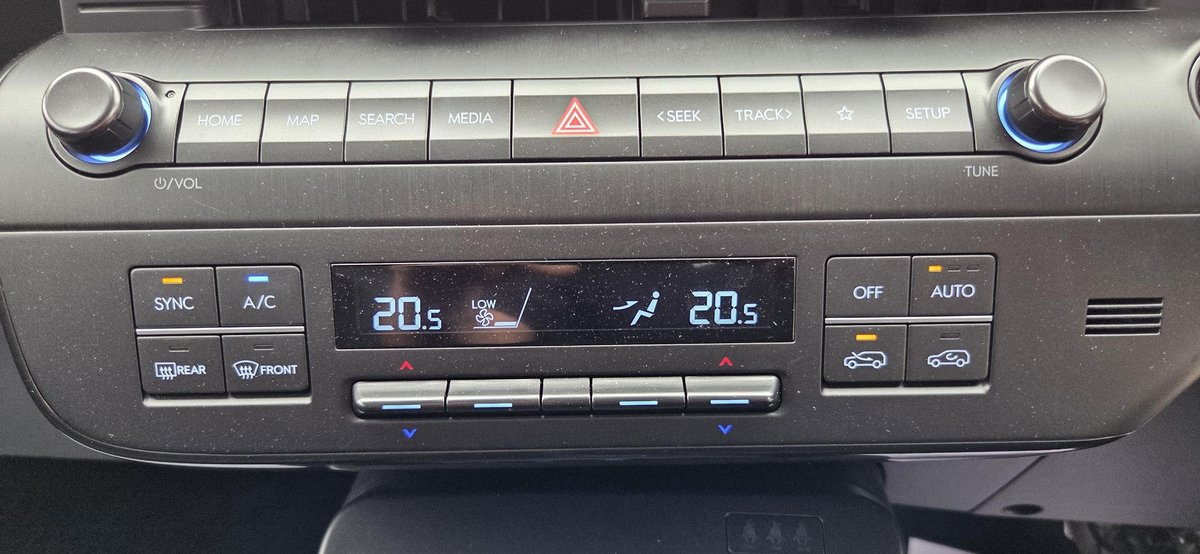 HOME MAP SEARCH MEDIA <SEEK TRACK> SETUP
/VOL
TUNE
SYNC A/C
REAR FRONT
20.5 LOW 20.5
OFF AUTO